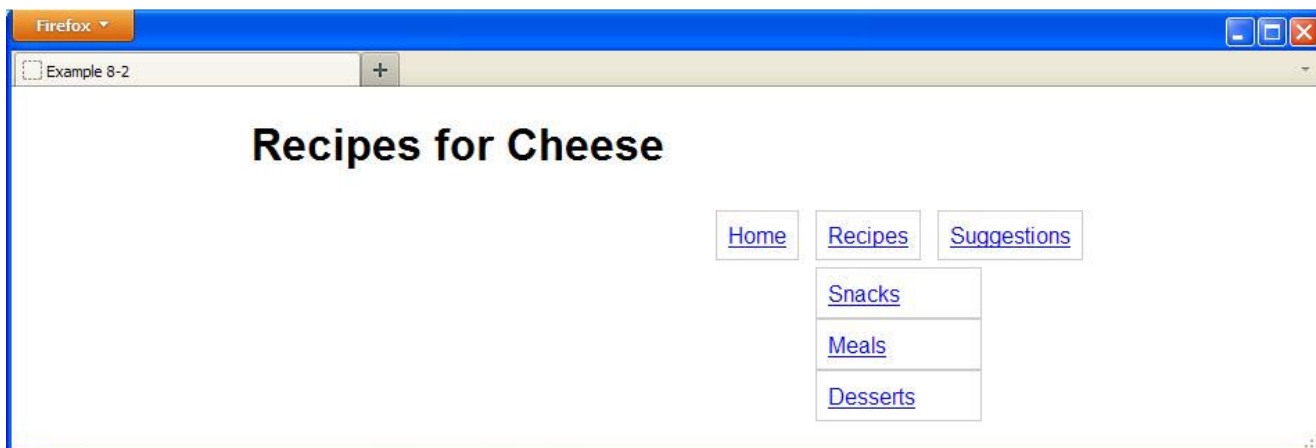 Firefox
Example 8-2
Recipes for Cheese
Home Recipes Suggestions
Snacks
Meals
Desserts